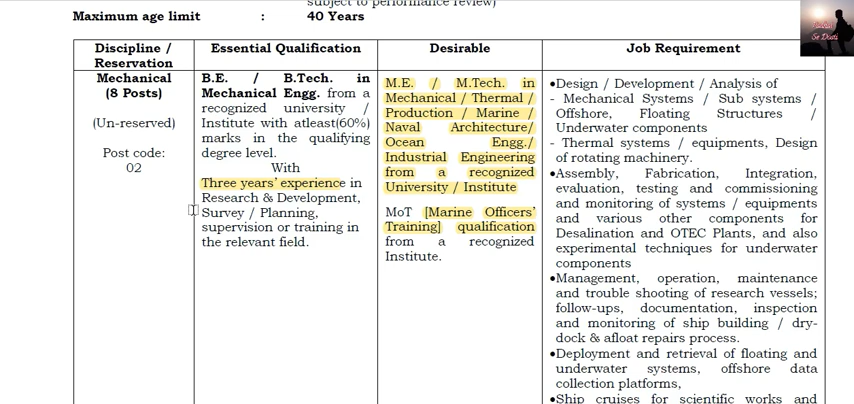 subject to performance review)
Maximum age limit : 40 Years
Discipline / Reservation
Essential Qualification
Desirable
Job Requirement
Mechanical
(8 Posts)
(Un-reserved)
Post code:
02
B.E. / B.Tech. in
Mechanical Engg. from a
recognized university /
Institute with atleast(60%)
marks in the qualifying
degree level.
With
Three years' experience in
Research & Development,
Survey / Planning,
supervision or training in
the relevant field.
M.E. / M.Tech. in
Mechanical / Thermal /
Production / Marine /
Naval Architecture/
Ocean Engg./
Industrial Engineering
from a recognized
University / Institute
MoT [Marine Officers'
Training] qualification
from a recognized
Institute.
•Design / Development / Analysis of
- Mechanical Systems / Sub systems /
Offshore, Floating Structures /
Underwater components
- Thermal systems / equipments, Design
of rotating machinery.
•Assembly, Fabrication, Integration,
evaluation, testing and commissioning
and monitoring of systems / equipments
and various other components for
Desalination and OTEC Plants, and also
experimental techniques for underwater
components
•Management, operation, maintenance
and trouble shooting of research vessels;
follow-ups, documentation, inspection
and monitoring of ship building / dry-
dock & afloat repairs process.
•Deployment and retrieval of floating and
underwater systems, offshore data
collection platforms,
•Ship cruises for scientific works and